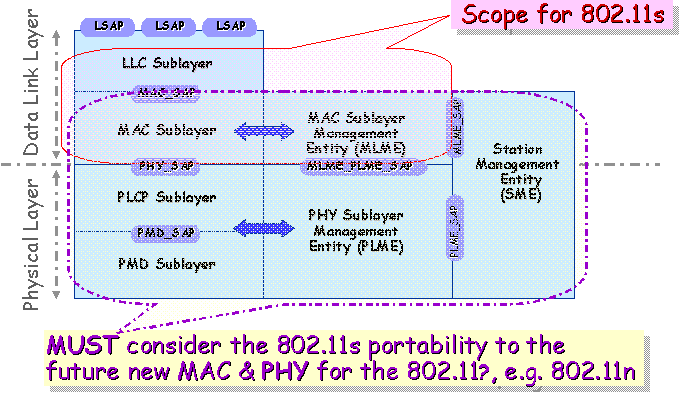 Scope for 802.11s
LSAP LSAP LSAP
LLC Sublayer
MAC_SAP
MAC Sublayer
MAC Sublayer
Management
Entity (MLME)
MLME_SAP
PHY_SAP
MLME_PLME_SAP
Station
Management
Entity
(SME)
PLCP Sublayer
PMD_SAP
PMD Sublayer
PHY Sublayer
Management
Entity (PLME)
PLME_SAP
Data Link Layer
Physical Layer
MUST consider the 802.11s portability to the
future new MAC & PHY for the 802.11?, e.g. 802.11n